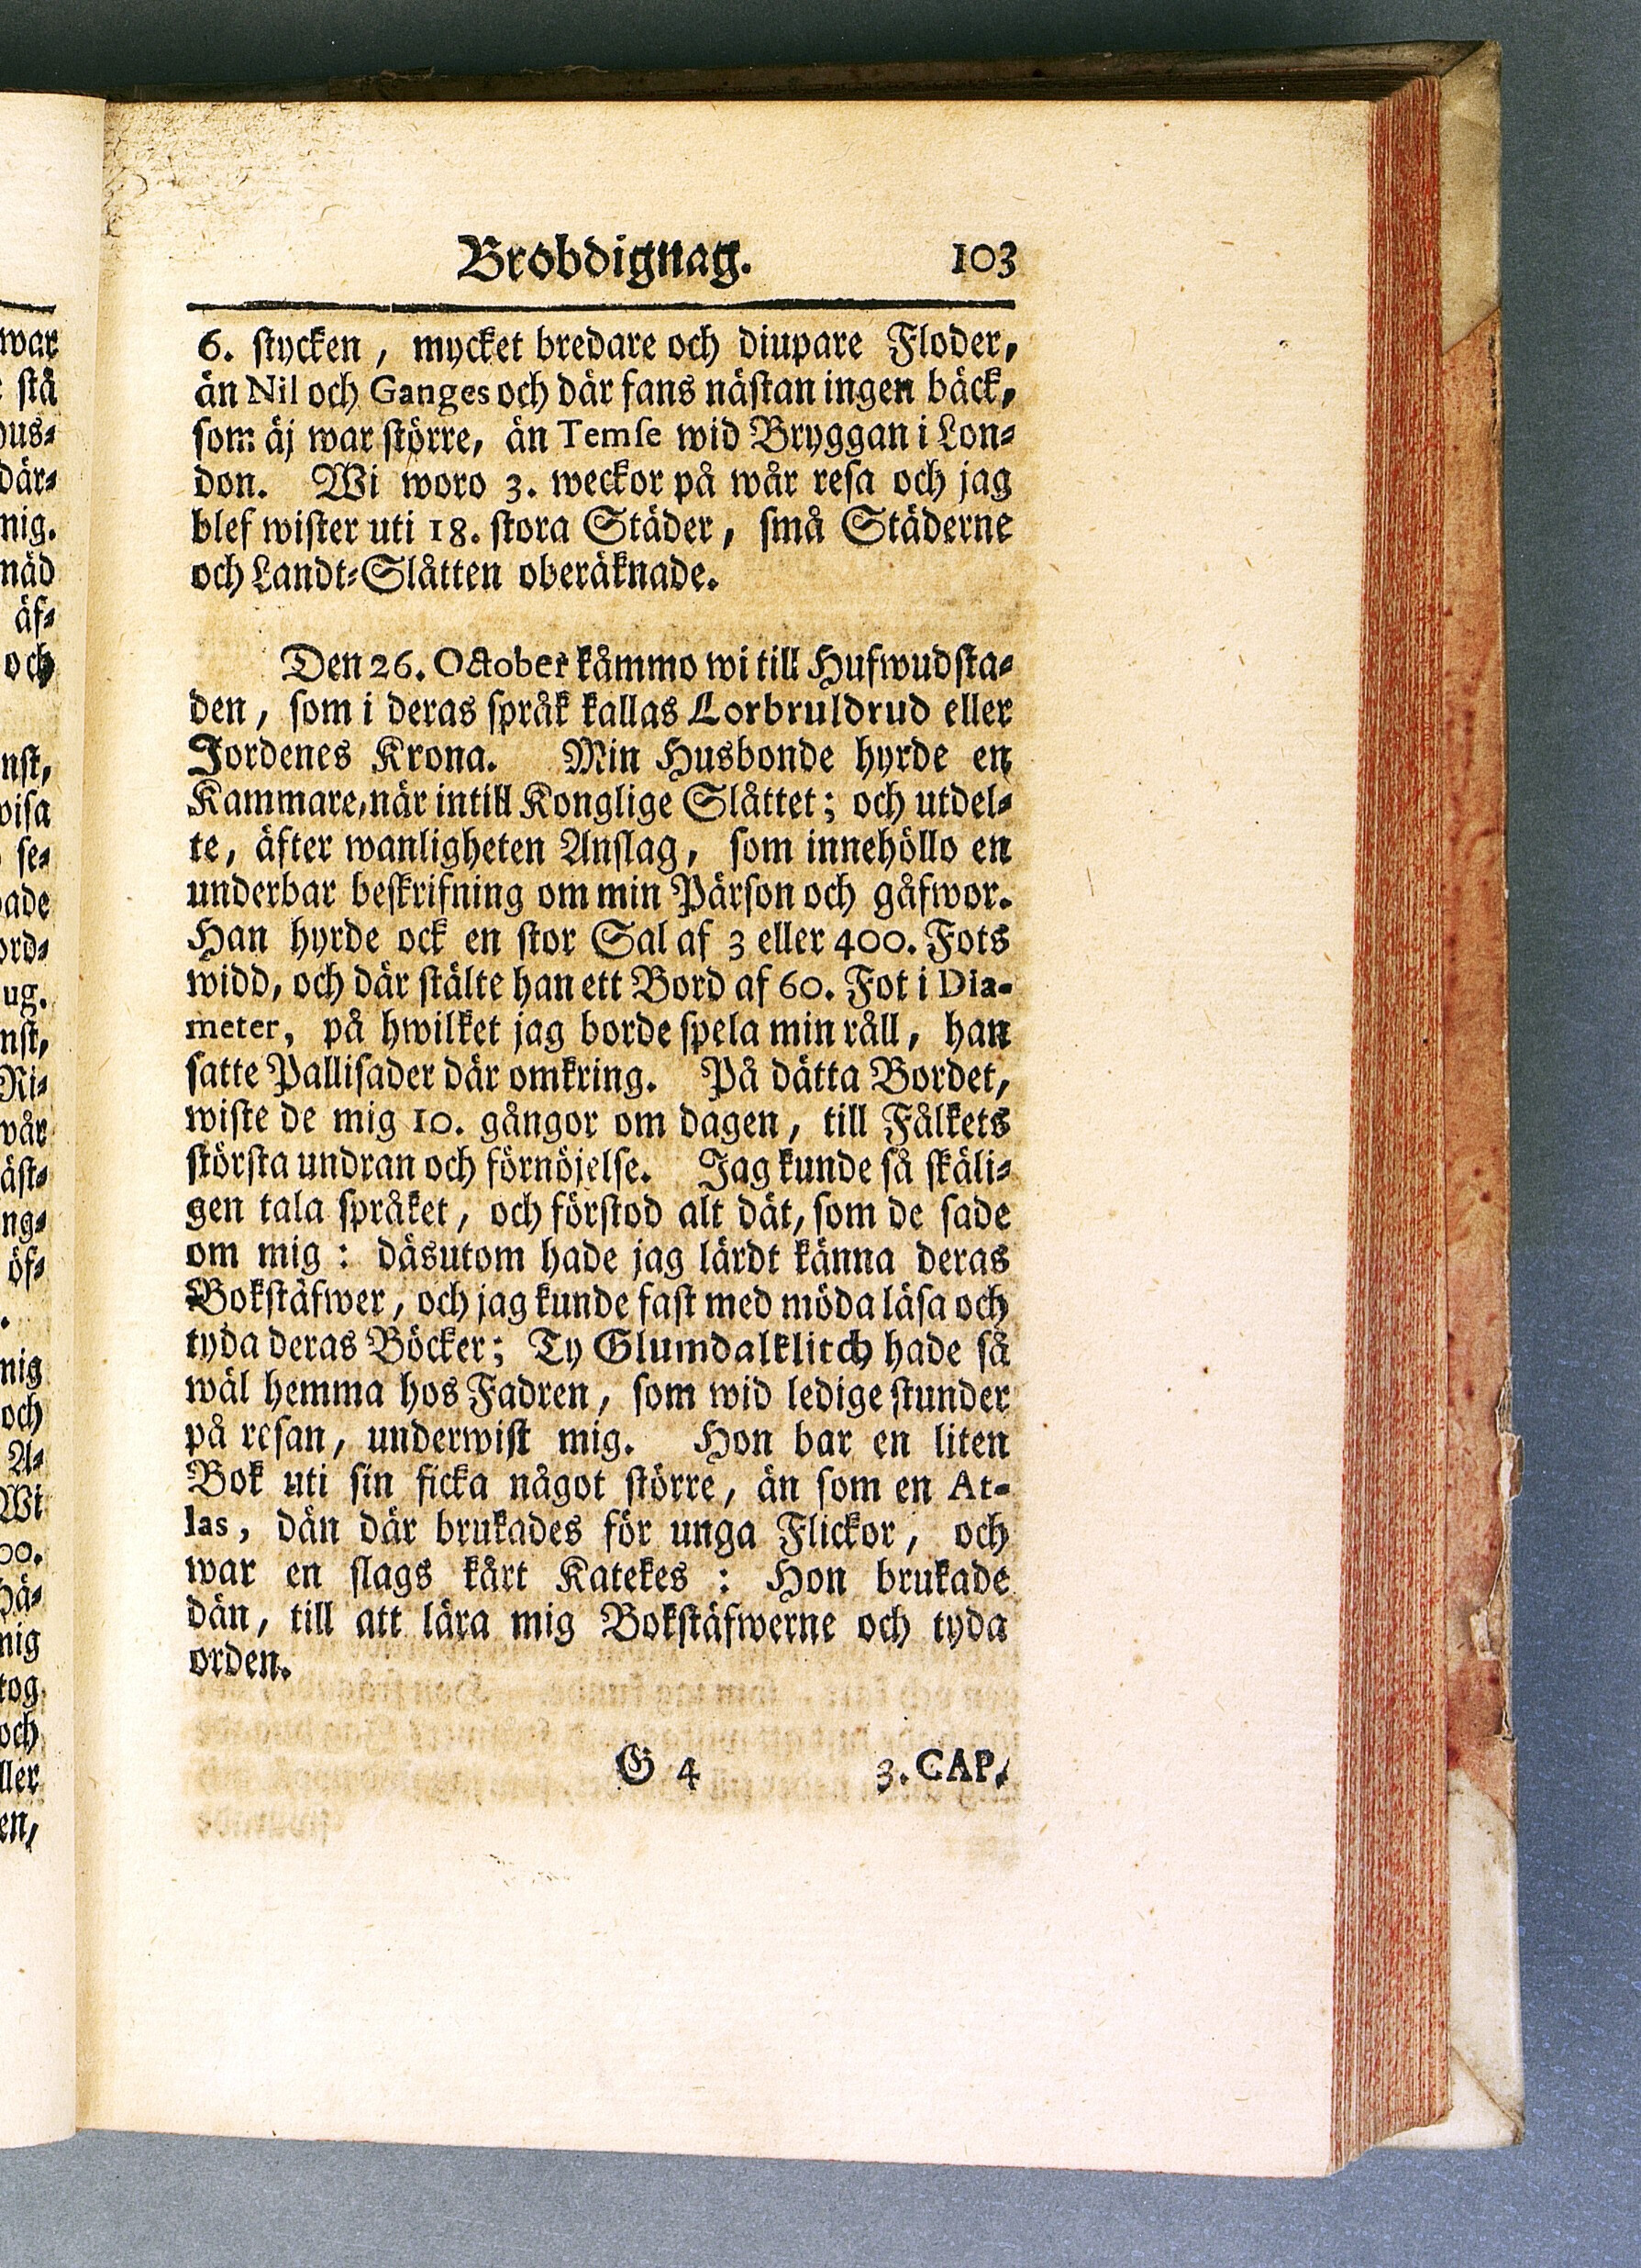 Brobdignag. 103
6. stycken, mycket bredare och diupare Floder,
än Nil och Ganges och där fans nästan ingen bäck,
som äj war större, än Temse wid Bryggan i Lon-
don. Wi woro 3. weckor på wår resa och jag
blef wister uti 18. stora Städer, små Städerne
och Landt-Slåtten oberäknade.
Den 26. October kåmmo wi till Hufwudsta-
den, som i deras språk kallas Lorbruldrud eller
Jordenes Krona. Min Husbonde hyrde en
Kammare, när intill Konglige Slåttet; och utdel-
te, äfter wanligheten Anslag, som innehöllo en
underbar beskrifning om min Pärson och gåfwor.
Han hyrde ock en stor Sal af 3 eller 400. Fots
widd, och där stälte han ett Bord af 60. Fot i Dia-
meter, på hwilket jag borde spela min råll, han
satte Pallisader där omkring. På dätta Bordet,
wiste de mig 10. gångor om dagen, till Fålkets
största undran och förnöjelse. Jag kunde så skäli-
gen tala språket, och förstod alt dät, som de sade
om mig: däsutom hade jag lärdt känna deras
Bokstäfwer, och jag kunde fast med möda läsa och
tyda deras Böcker; Ty Glumdalklitch hade så
wäl hemma hos Fadren, som wid ledige stunder
på resan, underwist mig. Hon bar en liten
Bok uti sin ficka något större, än som en At-
las, dän där brukades för unga Flickor, och
war en slags kårt Katekes: Hon brukade
dän, till att lära mig Bokstäfwerne och tyda
orden.
G 4 3. CAP.